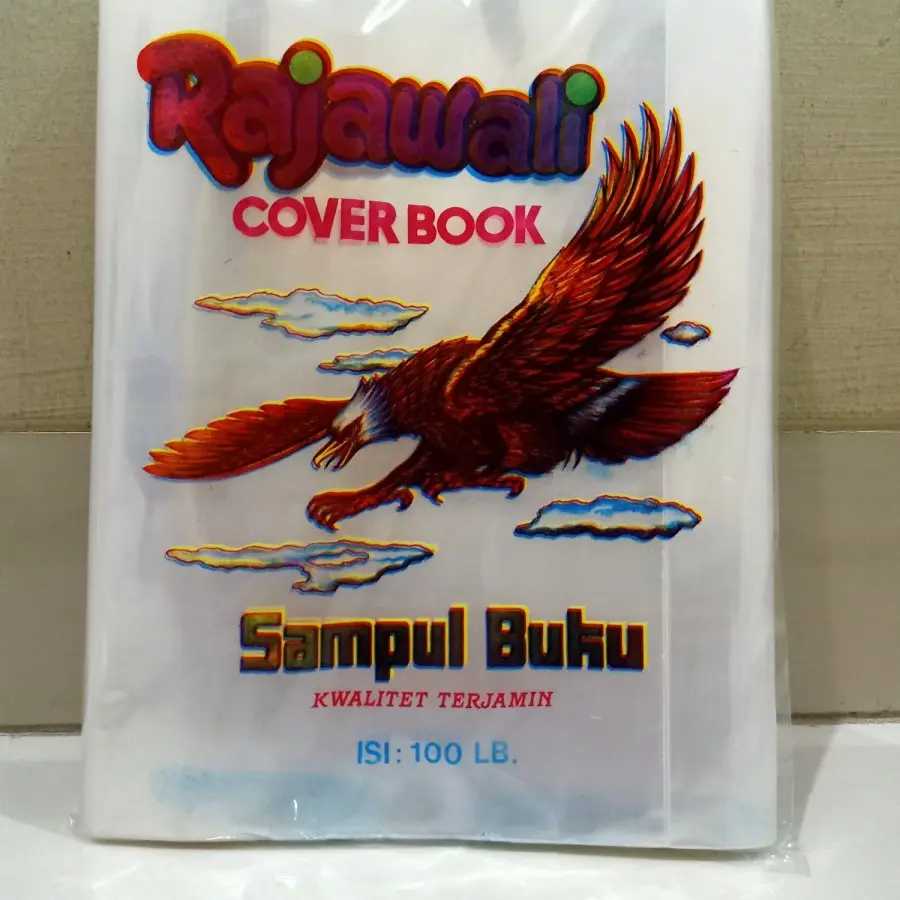 Rajawali
COVER BOOK
Sampul Buku
KWALITET TERJAMIN
ISI: 100 LB.